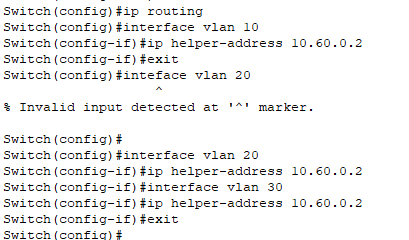 Switch(config)#ip routing
Switch(config)#interface vlan 10
Switch(config-if)#ip helper-address 10.60.0.2
Switch(config-if)#exit
Switch(config)#inteface vlan 20
^
% Invalid input detected at '^' marker.
Switch(config)#
Switch(config)#interface vlan 20
Switch(config-if)#ip helper-address 10.60.0.2
Switch(config-if)#interface vlan 30
Switch(config-if)#ip helper-address 10.60.0.2
Switch(config-if)#exit
Switch(config)#